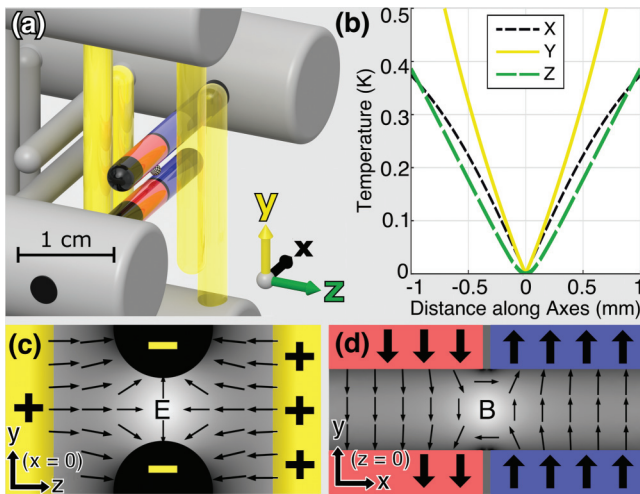 (a)
1 cm
y
x
z
(b)
0.5
0.4
0.3
0.2
0.1
0
Temperature (K)
X
Y
Z
-1 -0.5 0 0.5 1
Distance along Axes (mm)
(c)
−
+ E +
+
+
−
y
(x = 0)
z
(d)
B
y
(z = 0)
x